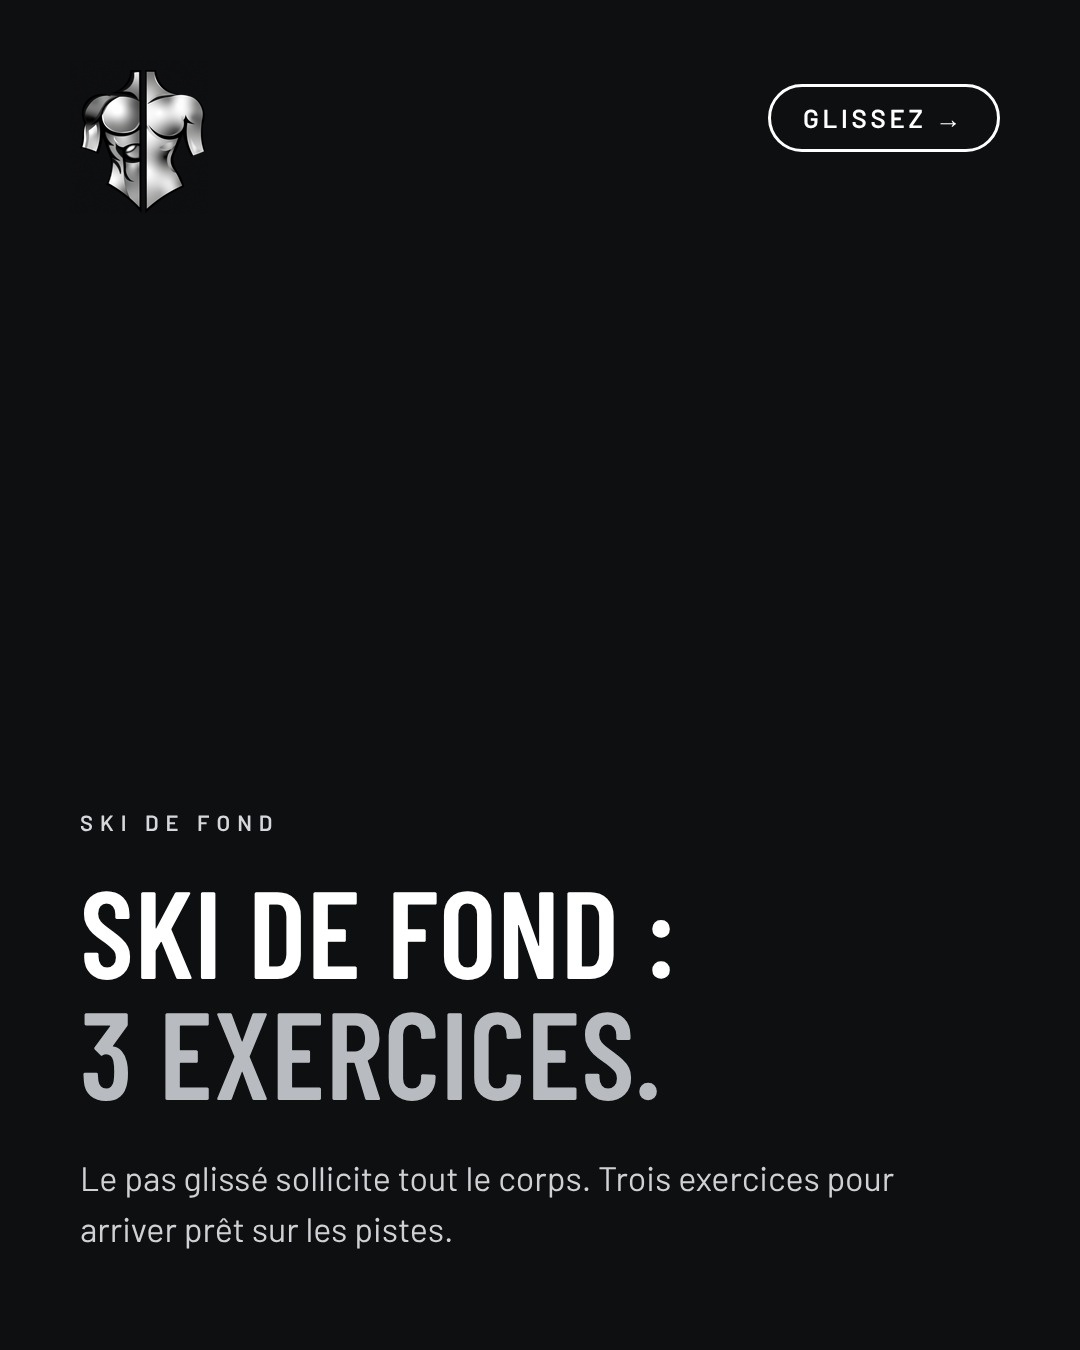 GLISSEZ →
SKI DE FOND
SKI DE FOND :
3 EXERCICES.
Le pas glissé sollicite tout le corps. Trois exercices pour
arriver prêt sur les pistes.